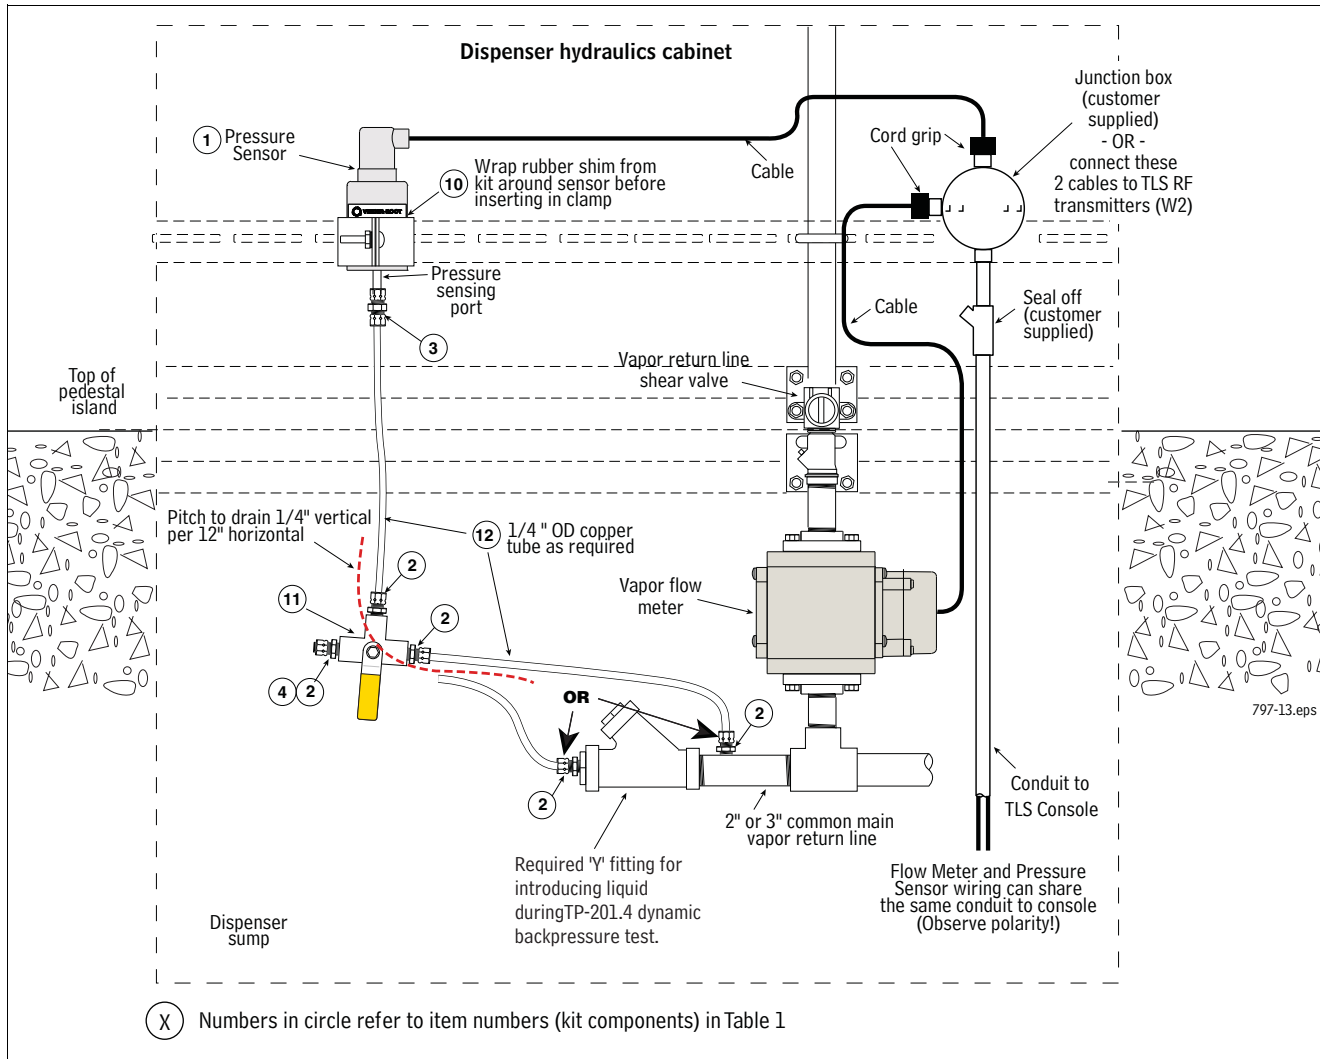 Dispenser hydraulics cabinet
Junction box
(customer
supplied)
- OR -
connect these
2 cables to TLS RF
transmitters (W2)
1 Pressure
Sensor
Cord grip
Cable
10 Wrap rubber shim from
kit around sensor before
inserting in clamp
VEEDER-ROOT
Pressure
sensing
port
3
Cable
Seal off
(customer
supplied)
Vapor return line
shear valve
Top of
pedestal
island
Pitch to drain 1/4" vertical
per 12" horizontal
12 1/4 " OD copper
tube as required
2
11
2
Vapor flow
meter
4 2
OR
2
797-13.eps
2
Conduit to
TLS Console
2" or 3" common main
vapor return line
Required 'Y' fitting for
introducing liquid
duringTP-201.4 dynamic
backpressure test.
Flow Meter and Pressure
Sensor wiring can share
the same conduit to console
(Observe polarity!)
Dispenser
sump
X Numbers in circle refer to item numbers (kit components) in Table 1